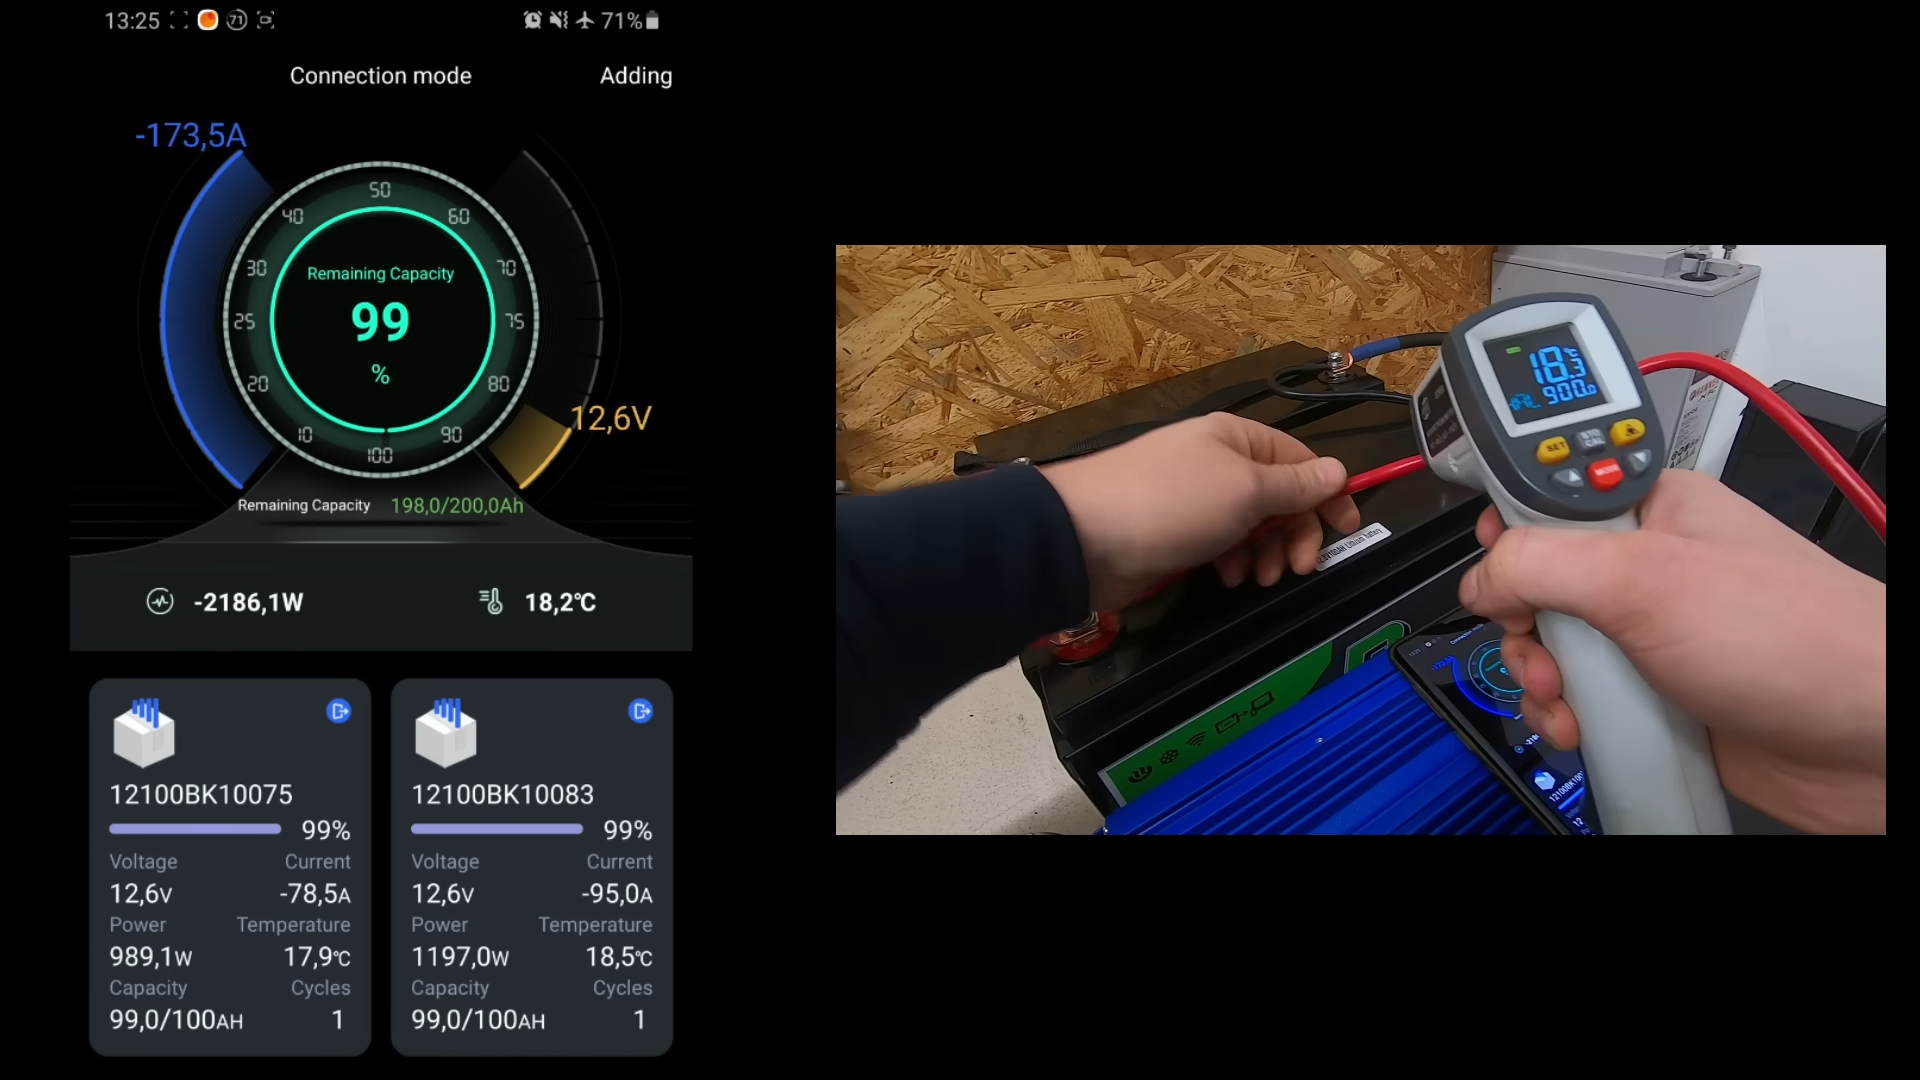 13:25 71 71%
Connection mode Adding
-173,5A
50
40 60
30 70
Remaining Capacity
99
25 75
%
20 80
12,6V
10 90
100
Remaining Capacity 198,0/200,0Ah
-2186,1W 18,2℃
12100BK10075
99%
Voltage Current
12,6V -78,5A
Power Temperature
989,1W 17,9℃
Capacity Cycles
99,0/100AH 1
12100BK10083
99%
Voltage Current
12,6V -95,0A
Power Temperature
1197,0W 18,5℃
Capacity Cycles
99,0/100AH 1
18.3℃
SET
MODE